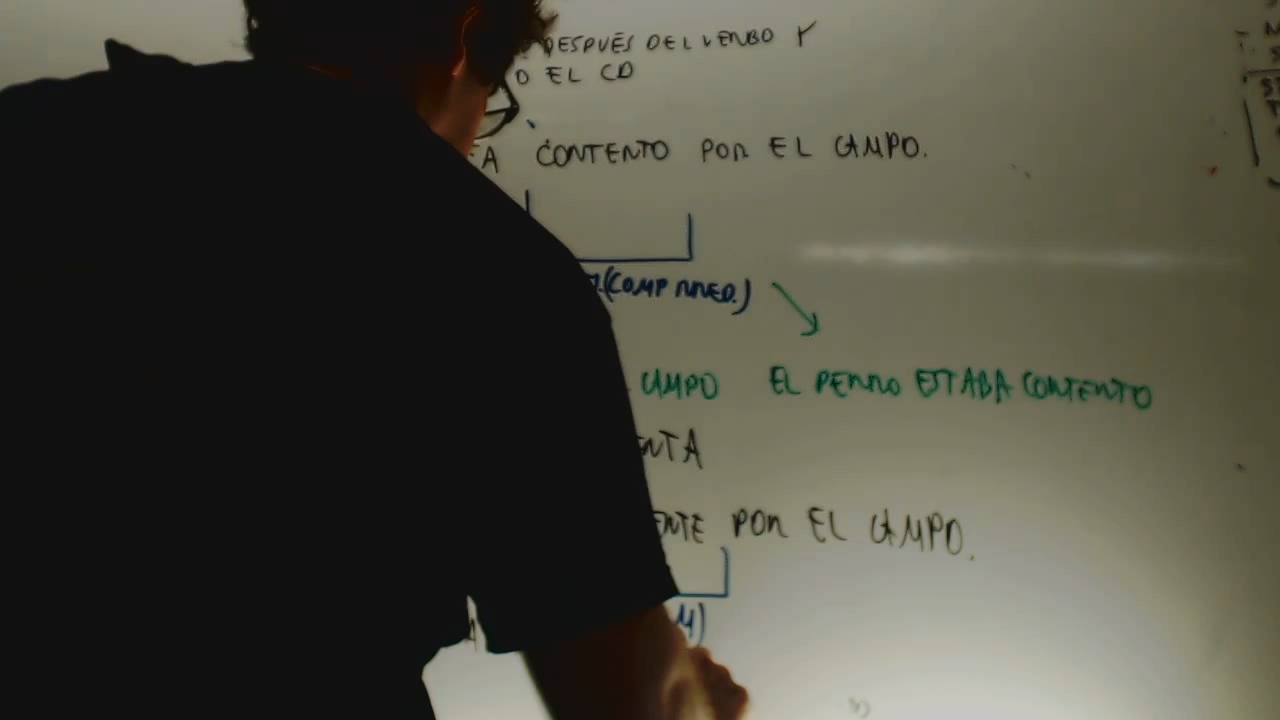 DESPUÉS DEL VERBO Y
O EL CD
A CONTENTO POR EL CAMPO.
(COMP PRED.)
CAMPO EL PERRO ESTABA CONTENTO
NTA
ENTE POR EL CAMPO.
M)